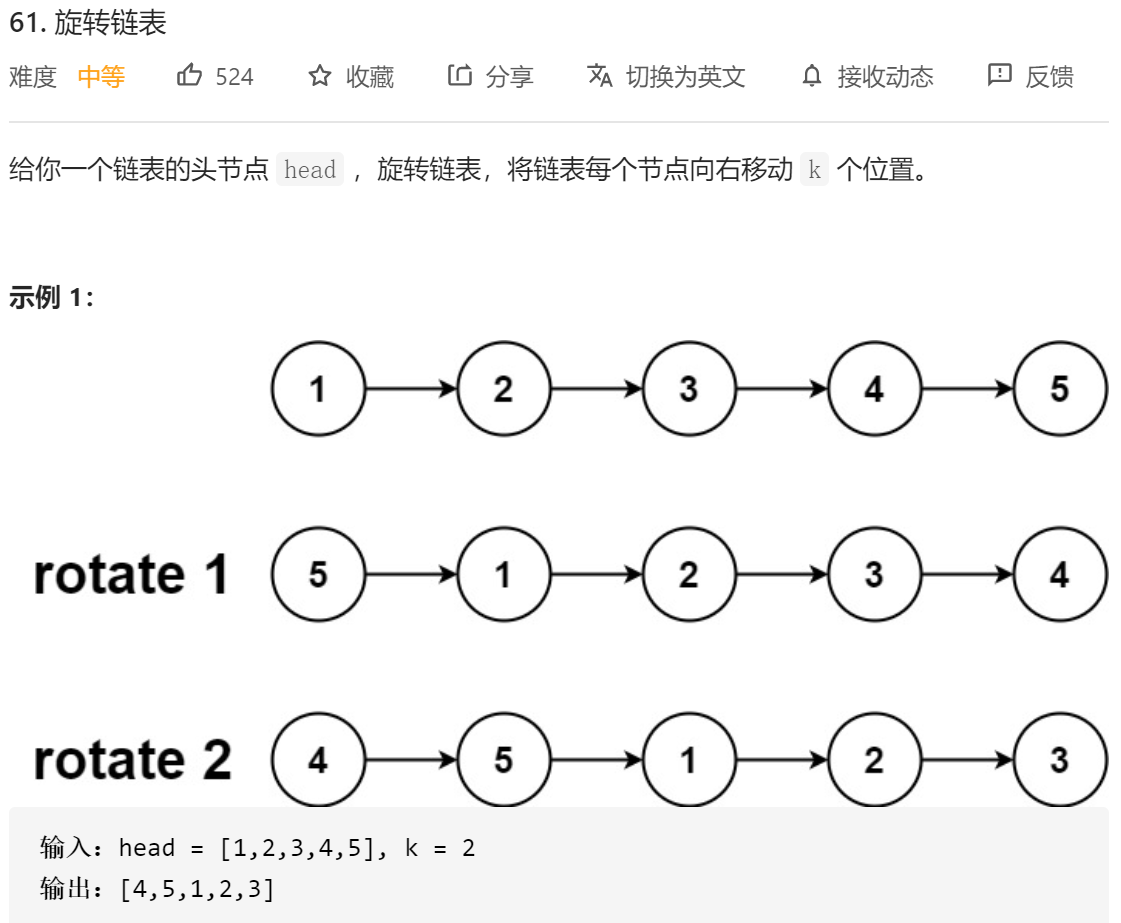 61. 旋转链表
难度 中等 524 收藏 分享 切换为英文 接收动态 反馈
给你一个链表的头节点 head ，旋转链表，将链表每个节点向右移动 k 个位置。
示例 1：
1 2 3 4 5
rotate 1 5 1 2 3 4
rotate 2 4 5 1 2 3
输入：head = [1,2,3,4,5], k = 2
输出：[4,5,1,2,3]